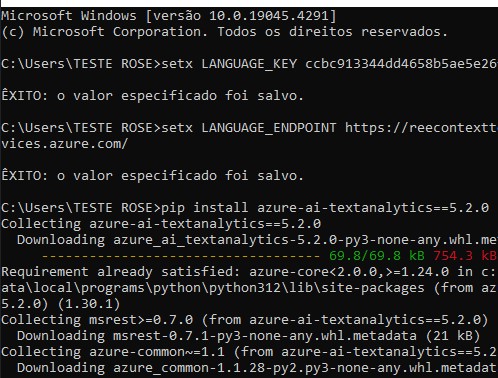 Microsoft Windows [versão 10.0.19045.4291]
(c) Microsoft Corporation. Todos os direitos reservados.
C:\Users\TESTE ROSE>setx LANGUAGE_KEY ccbc913344dd4658b5ae5e26
ÊXITO: o valor especificado foi salvo.
C:\Users\TESTE ROSE>setx LANGUAGE_ENDPOINT https://reecontextt
vices.azure.com/
ÊXITO: o valor especificado foi salvo.
C:\Users\TESTE ROSE>pip install azure-ai-textanalytics==5.2.0
Collecting azure-ai-textanalytics==5.2.0
Downloading azure_ai_textanalytics-5.2.0-py3-none-any.whl.me
---------------------------------- 69.8/69.8 kB 754.3 kB
Requirement already satisfied: azure-core<2.0.0,>=1.24.0 in c:
ata\local\programs\python\python312\lib\site-packages (from az
5.2.0) (1.30.1)
Collecting msrest>=0.7.0 (from azure-ai-textanalytics==5.2.0)
Downloading msrest-0.7.1-py3-none-any.whl.metadata (21 kB)
Collecting azure-common~=1.1 (from azure-ai-textanalytics==5.2
Downloading azure_common-1.1.28-py2.py3-none-any.whl.metadat